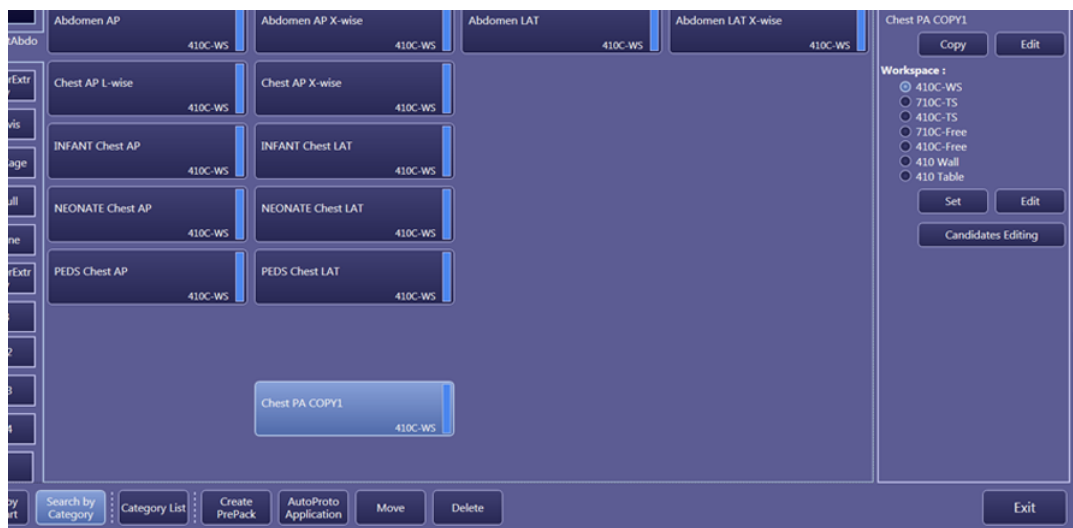 Abdomen AP
410C-WS
Abdomen AP X-wise
410C-WS
Abdomen LAT
410C-WS
Abdomen LAT X-wise
410C-WS
Chest AP L-wise
410C-WS
Chest AP X-wise
410C-WS
INFANT Chest AP
410C-WS
INFANT Chest LAT
410C-WS
NEONATE Chest AP
410C-WS
NEONATE Chest LAT
410C-WS
PEDS Chest AP
410C-WS
PEDS Chest LAT
410C-WS
Chest PA COPY1
410C-WS
Chest PA COPY1
Copy
Edit
Workspace :
410C-WS
710C-TS
410C-TS
710C-Free
410C-Free
410 Wall
410 Table
Set
Edit
Candidates Editing
Search by
Category
Category List
Create
PrePack
AutoProto
Application
Move
Delete
Exit